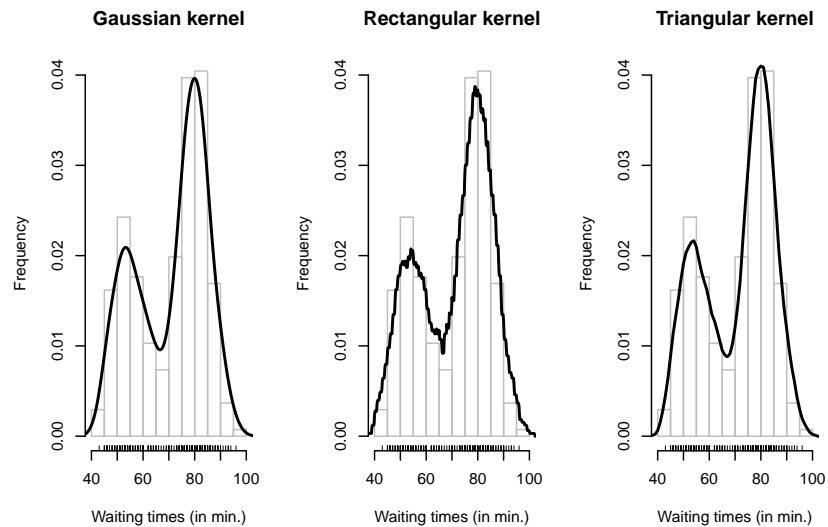 Gaussian kernel
Frequency
0.00 0.01 0.02 0.03 0.04
40 60 80 100
Waiting times (in min.)
Rectangular kernel
Frequency
0.00 0.01 0.02 0.03 0.04
40 60 80 100
Waiting times (in min.)
Triangular kernel
Frequency
0.00 0.01 0.02 0.03 0.04
40 60 80 100
Waiting times (in min.)